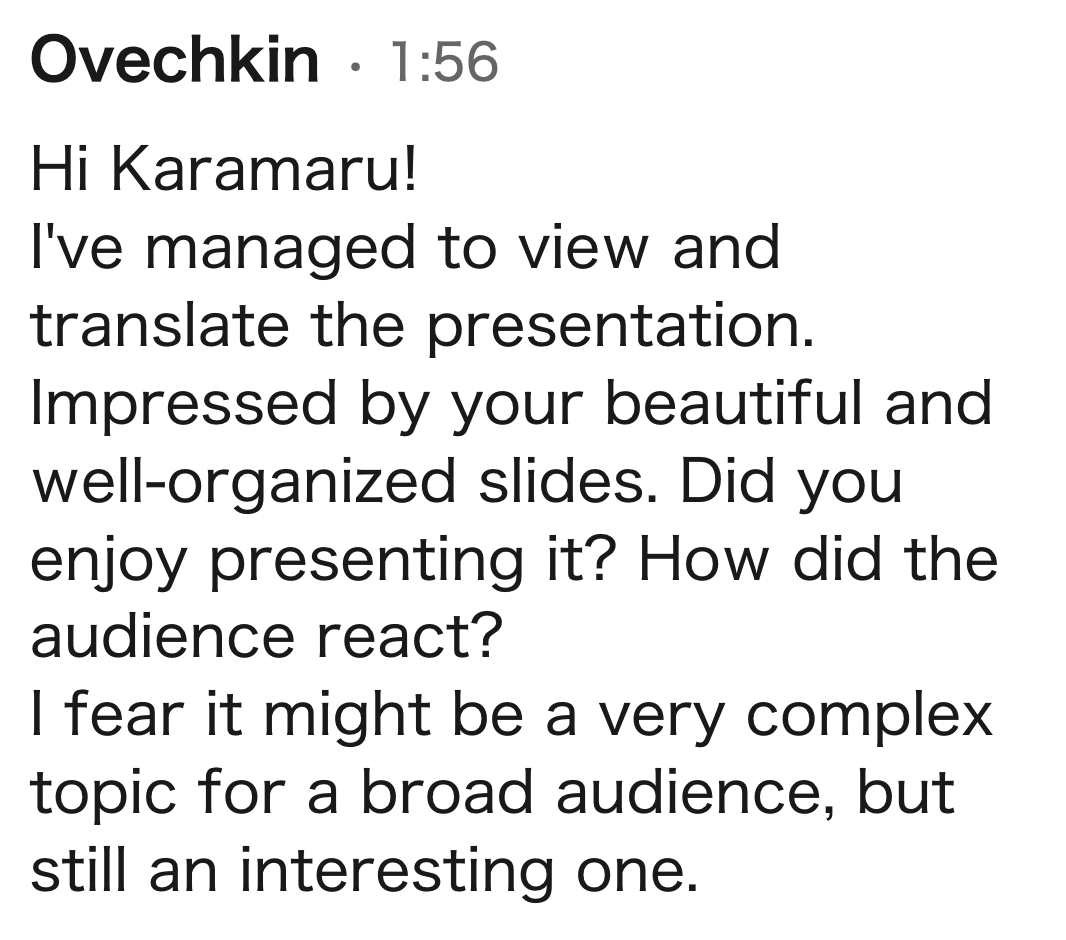 Ovechkin · 1:56
Hi Karamaru!
I've managed to view and
translate the presentation.
Impressed by your beautiful and
well-organized slides. Did you
enjoy presenting it? How did the
audience react?
I fear it might be a very complex
topic for a broad audience, but
still an interesting one.